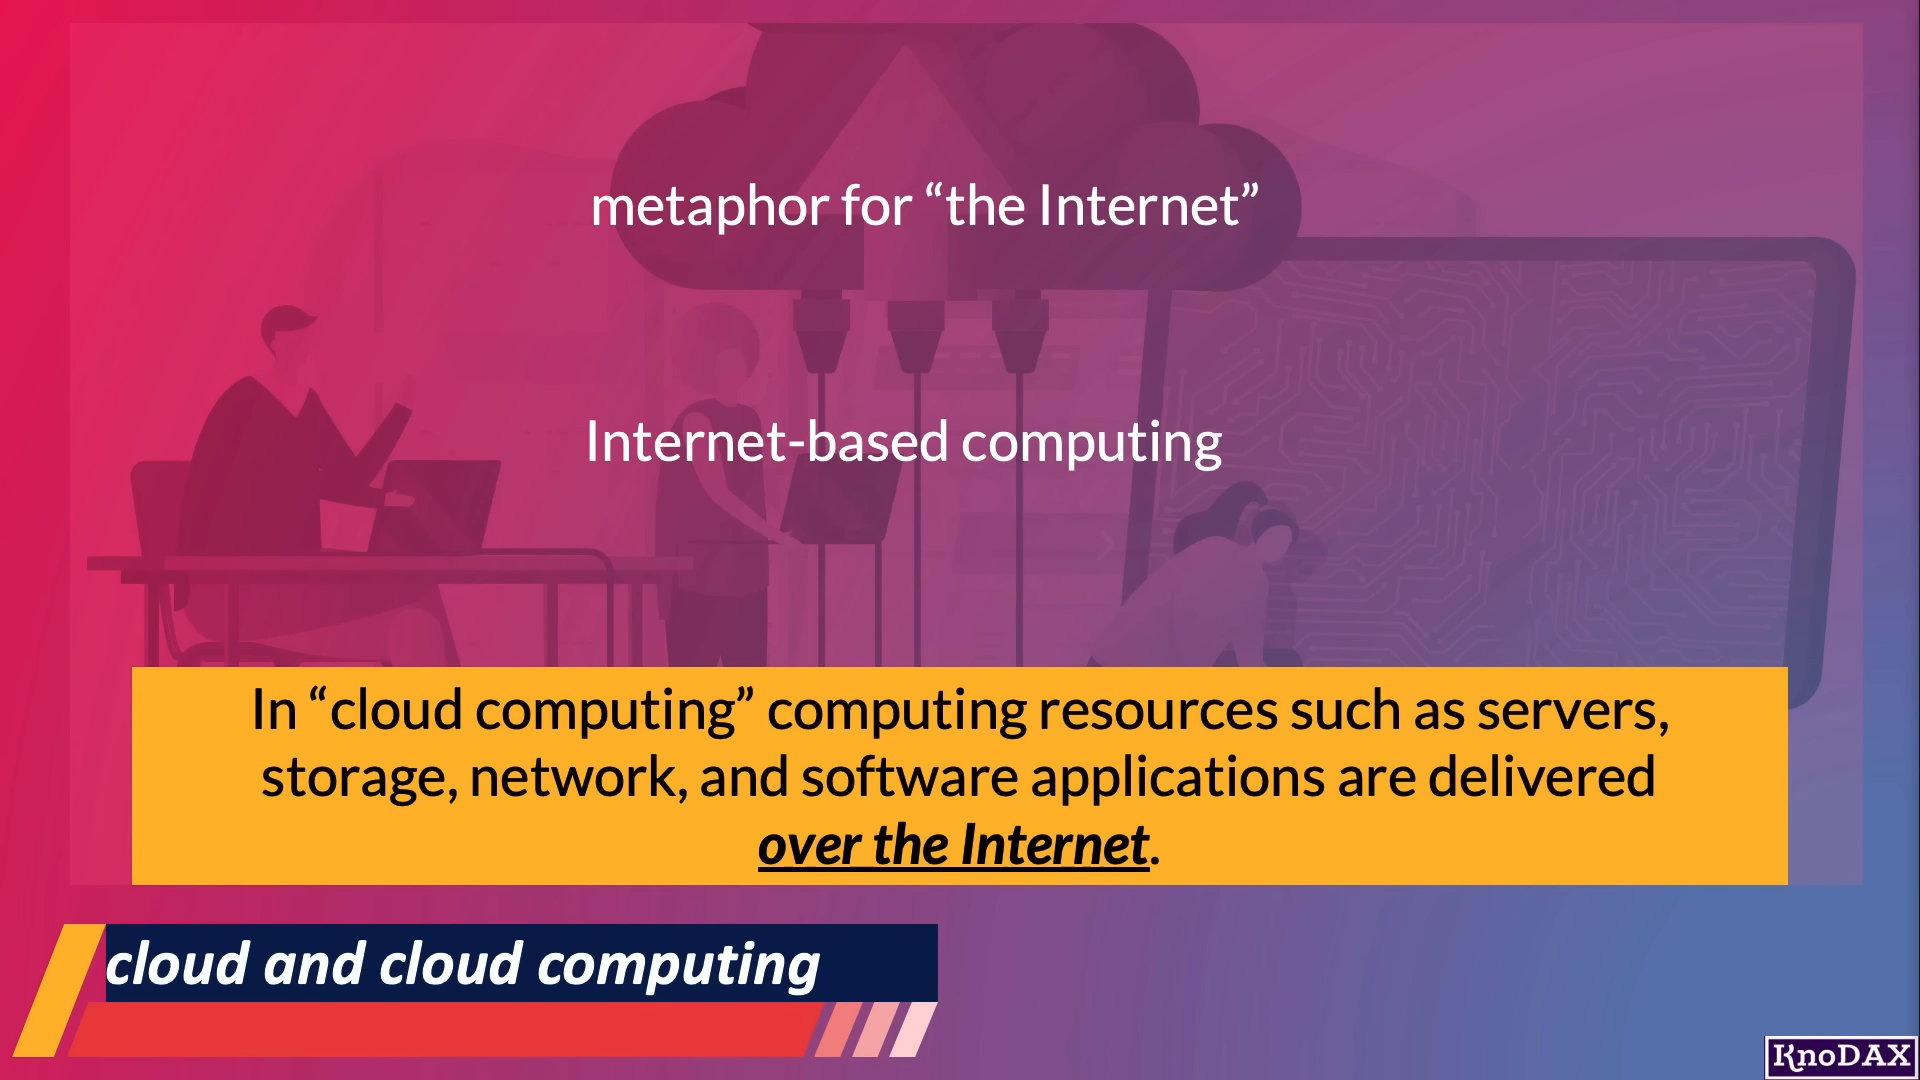 metaphor for “the Internet”
Internet-based computing
In “cloud computing” computing resources such as servers,
storage, network, and software applications are delivered
over the Internet.
cloud and cloud computing
KnoDAX